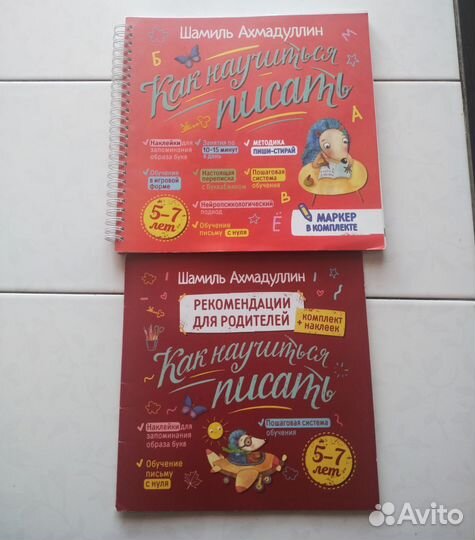 Шамиль Ахмадуллин
Б
М
Как научиться
писать
Наклейки для
запоминания
образа букв
Занятия по
10-15 минут
в день
МЕТОДИКА
ПИШИ-СТИРАЙ
А
Обучение
в игровой
форме
Настоящая
переписка
с Буквоёжиком
Пошаговая
система
обучения
Нейропсихологический
подход
В
Ё
5-7
лет
Обучение
письму с нуля
МАРКЕР
В КОМПЛЕКТЕ
Шамиль Ахмадуллин
РЕКОМЕНДАЦИИ
ДЛЯ РОДИТЕЛЕЙ
+ КОМПЛЕКТ
НАКЛЕЕК
Как научиться
писать
Наклейки для
запоминания
образа букв
Пошаговая система
обучения
Обучение
письму
с нуля
5-7
лет
Avito